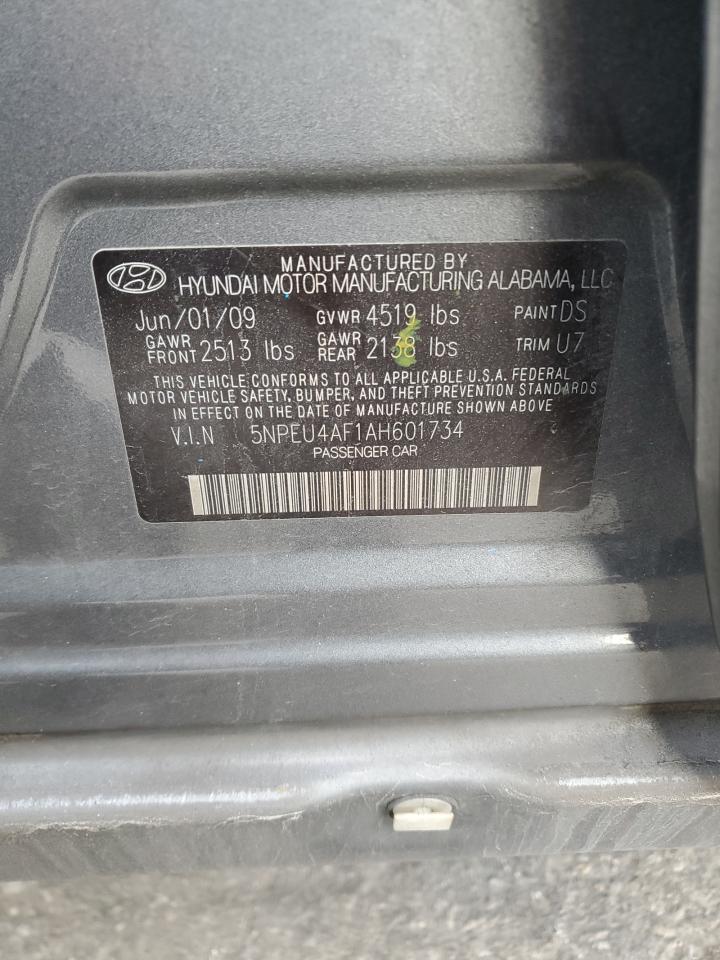 MANUFACTURED BY
HYUNDAI MOTOR MANUFACTURING ALABAMA, LLC
Jun/01/09 GVWR 4519 lbs PAINT DS
GAWR FRONT 2513 lbs GAWR REAR 2138 lbs TRIM U7
THIS VEHICLE CONFORMS TO ALL APPLICABLE U.S.A. FEDERAL
MOTOR VEHICLE SAFETY, BUMPER, AND THEFT PREVENTION STANDARDS
IN EFFECT ON THE DATE OF MANUFACTURE SHOWN ABOVE
V.I.N 5NPEU4AF1AH601734
PASSENGER CAR